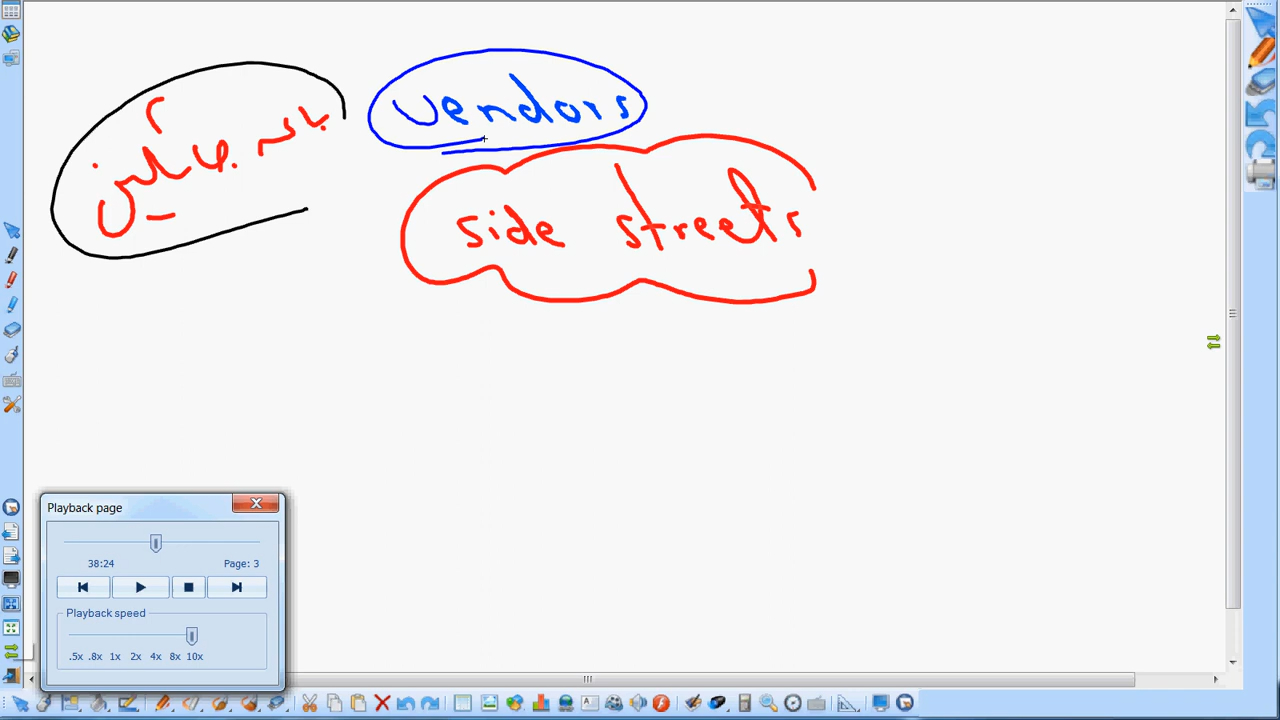 vendors
side streets
Playback page
38:24 Page: 3
Playback speed
.5x .8x 1x 2x 4x 8x 10x